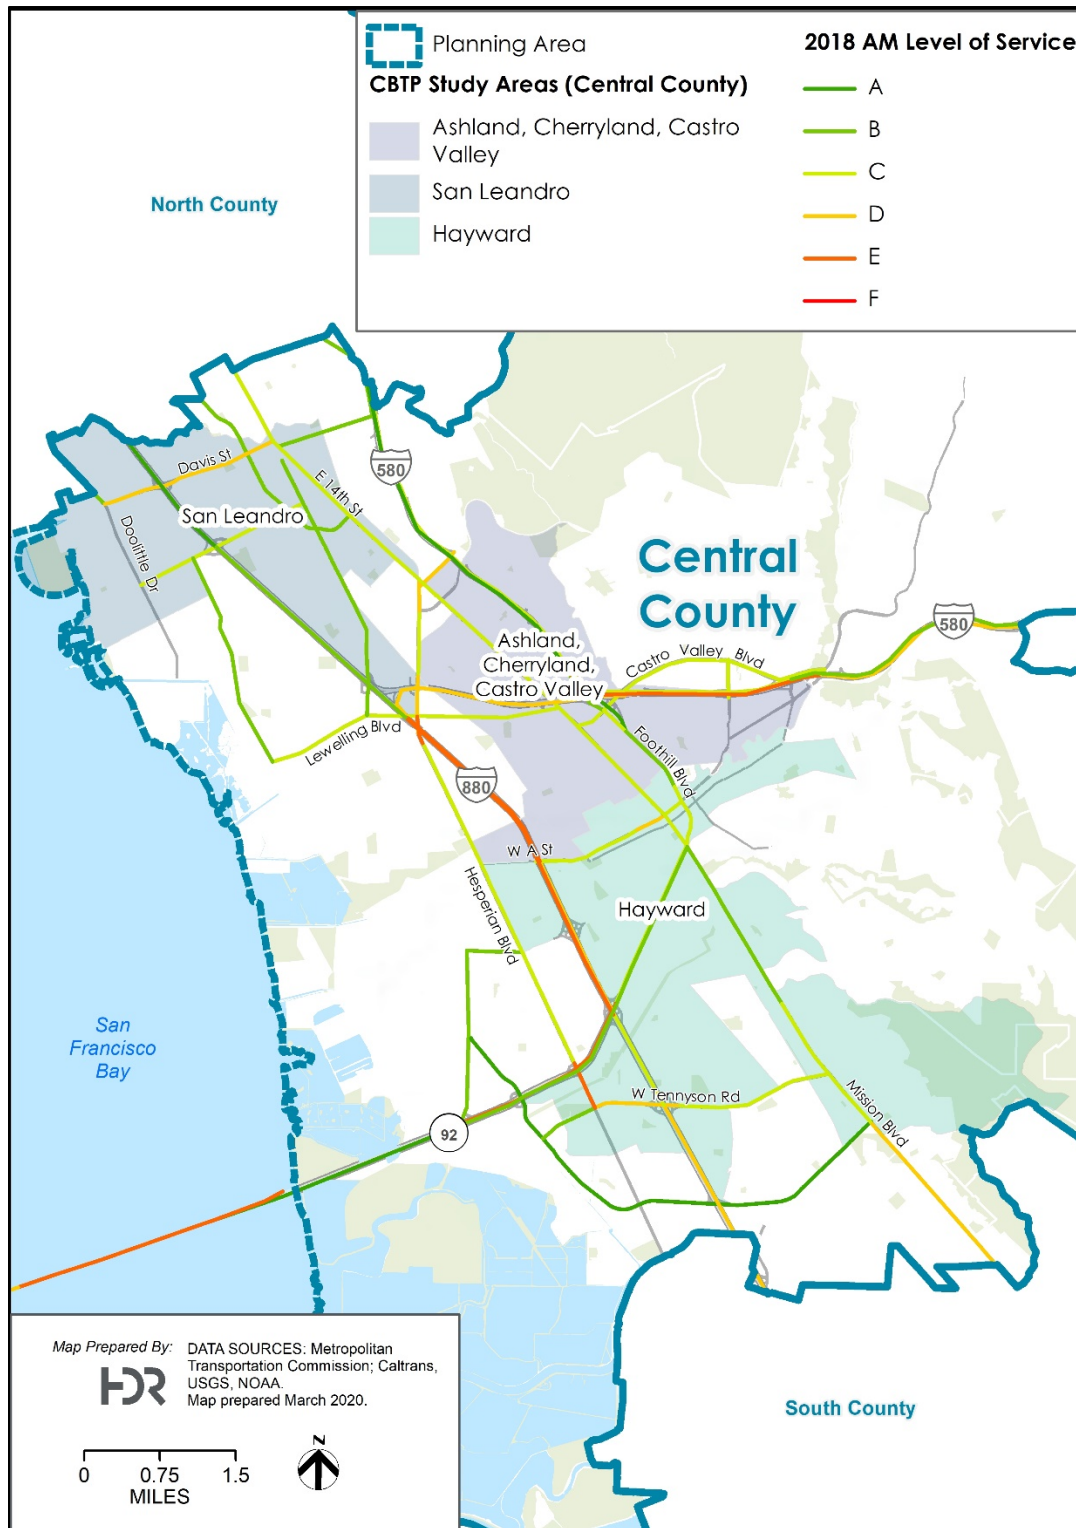 Planning Area
CBTP Study Areas (Central County)
Ashland, Cherryland, Castro
Valley
San Leandro
Hayward
2018 AM Level of Service
A
B
C
D
E
F
North County
580
Davis St
E 14th St
San Leandro
Doolittle Dr
Central
County
580
Ashland,
Cherryland,
Castro Valley
Castro Valley Blvd
Lewelling Blvd
Foothill Blvd
880
W A St
Hesperian Blvd
Hayward
San
Francisco
Bay
W Tennyson Rd
Mission Blvd
92
Map Prepared By:
HDR
DATA SOURCES: Metropolitan
Transportation Commission; Caltrans,
USGS, NOAA.
Map prepared March 2020.
N
0 0.75 1.5
MILES
South County